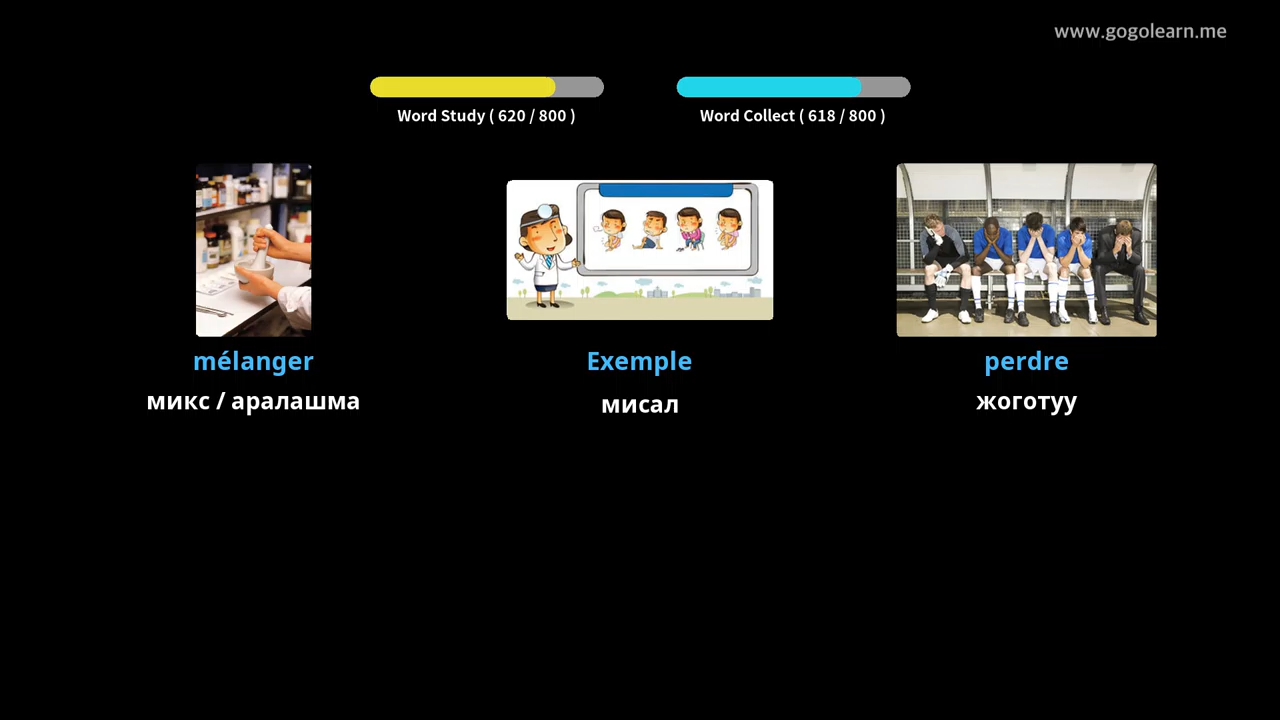 www.gogolearn.me
Word Study ( 620 / 800 )
Word Collect ( 618 / 800 )
mélanger
микс / аралашма
Exemple
мисал
perdre
жоготуу